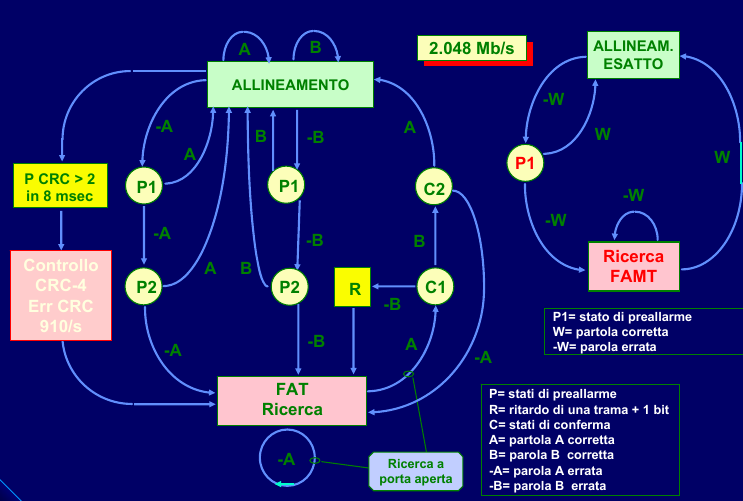 A
B
2.048 Mb/s
ALLINEAM.
ESATTO
ALLINEAMENTO
-A
A
B
-B
A
-W
W
P1
W
P CRC > 2
in 8 msec
P1
P1
C2
-A
-B
B
-W
-W
Controllo
CRC-4
Err CRC
910/s
P2
A
B
P2
R
-B
C1
Ricerca
FAMT
P1= stato di preallarme
W= partola corretta
-W= parola errata
-A
-B
A
-A
FAT
Ricerca
P= stati di preallarme
R= ritardo di una trama + 1 bit
C= stati di conferma
A= partola A corretta
B= parola B  corretta
-A= parola A errata
-B= parola B  errata
-A
Ricerca a
porta aperta